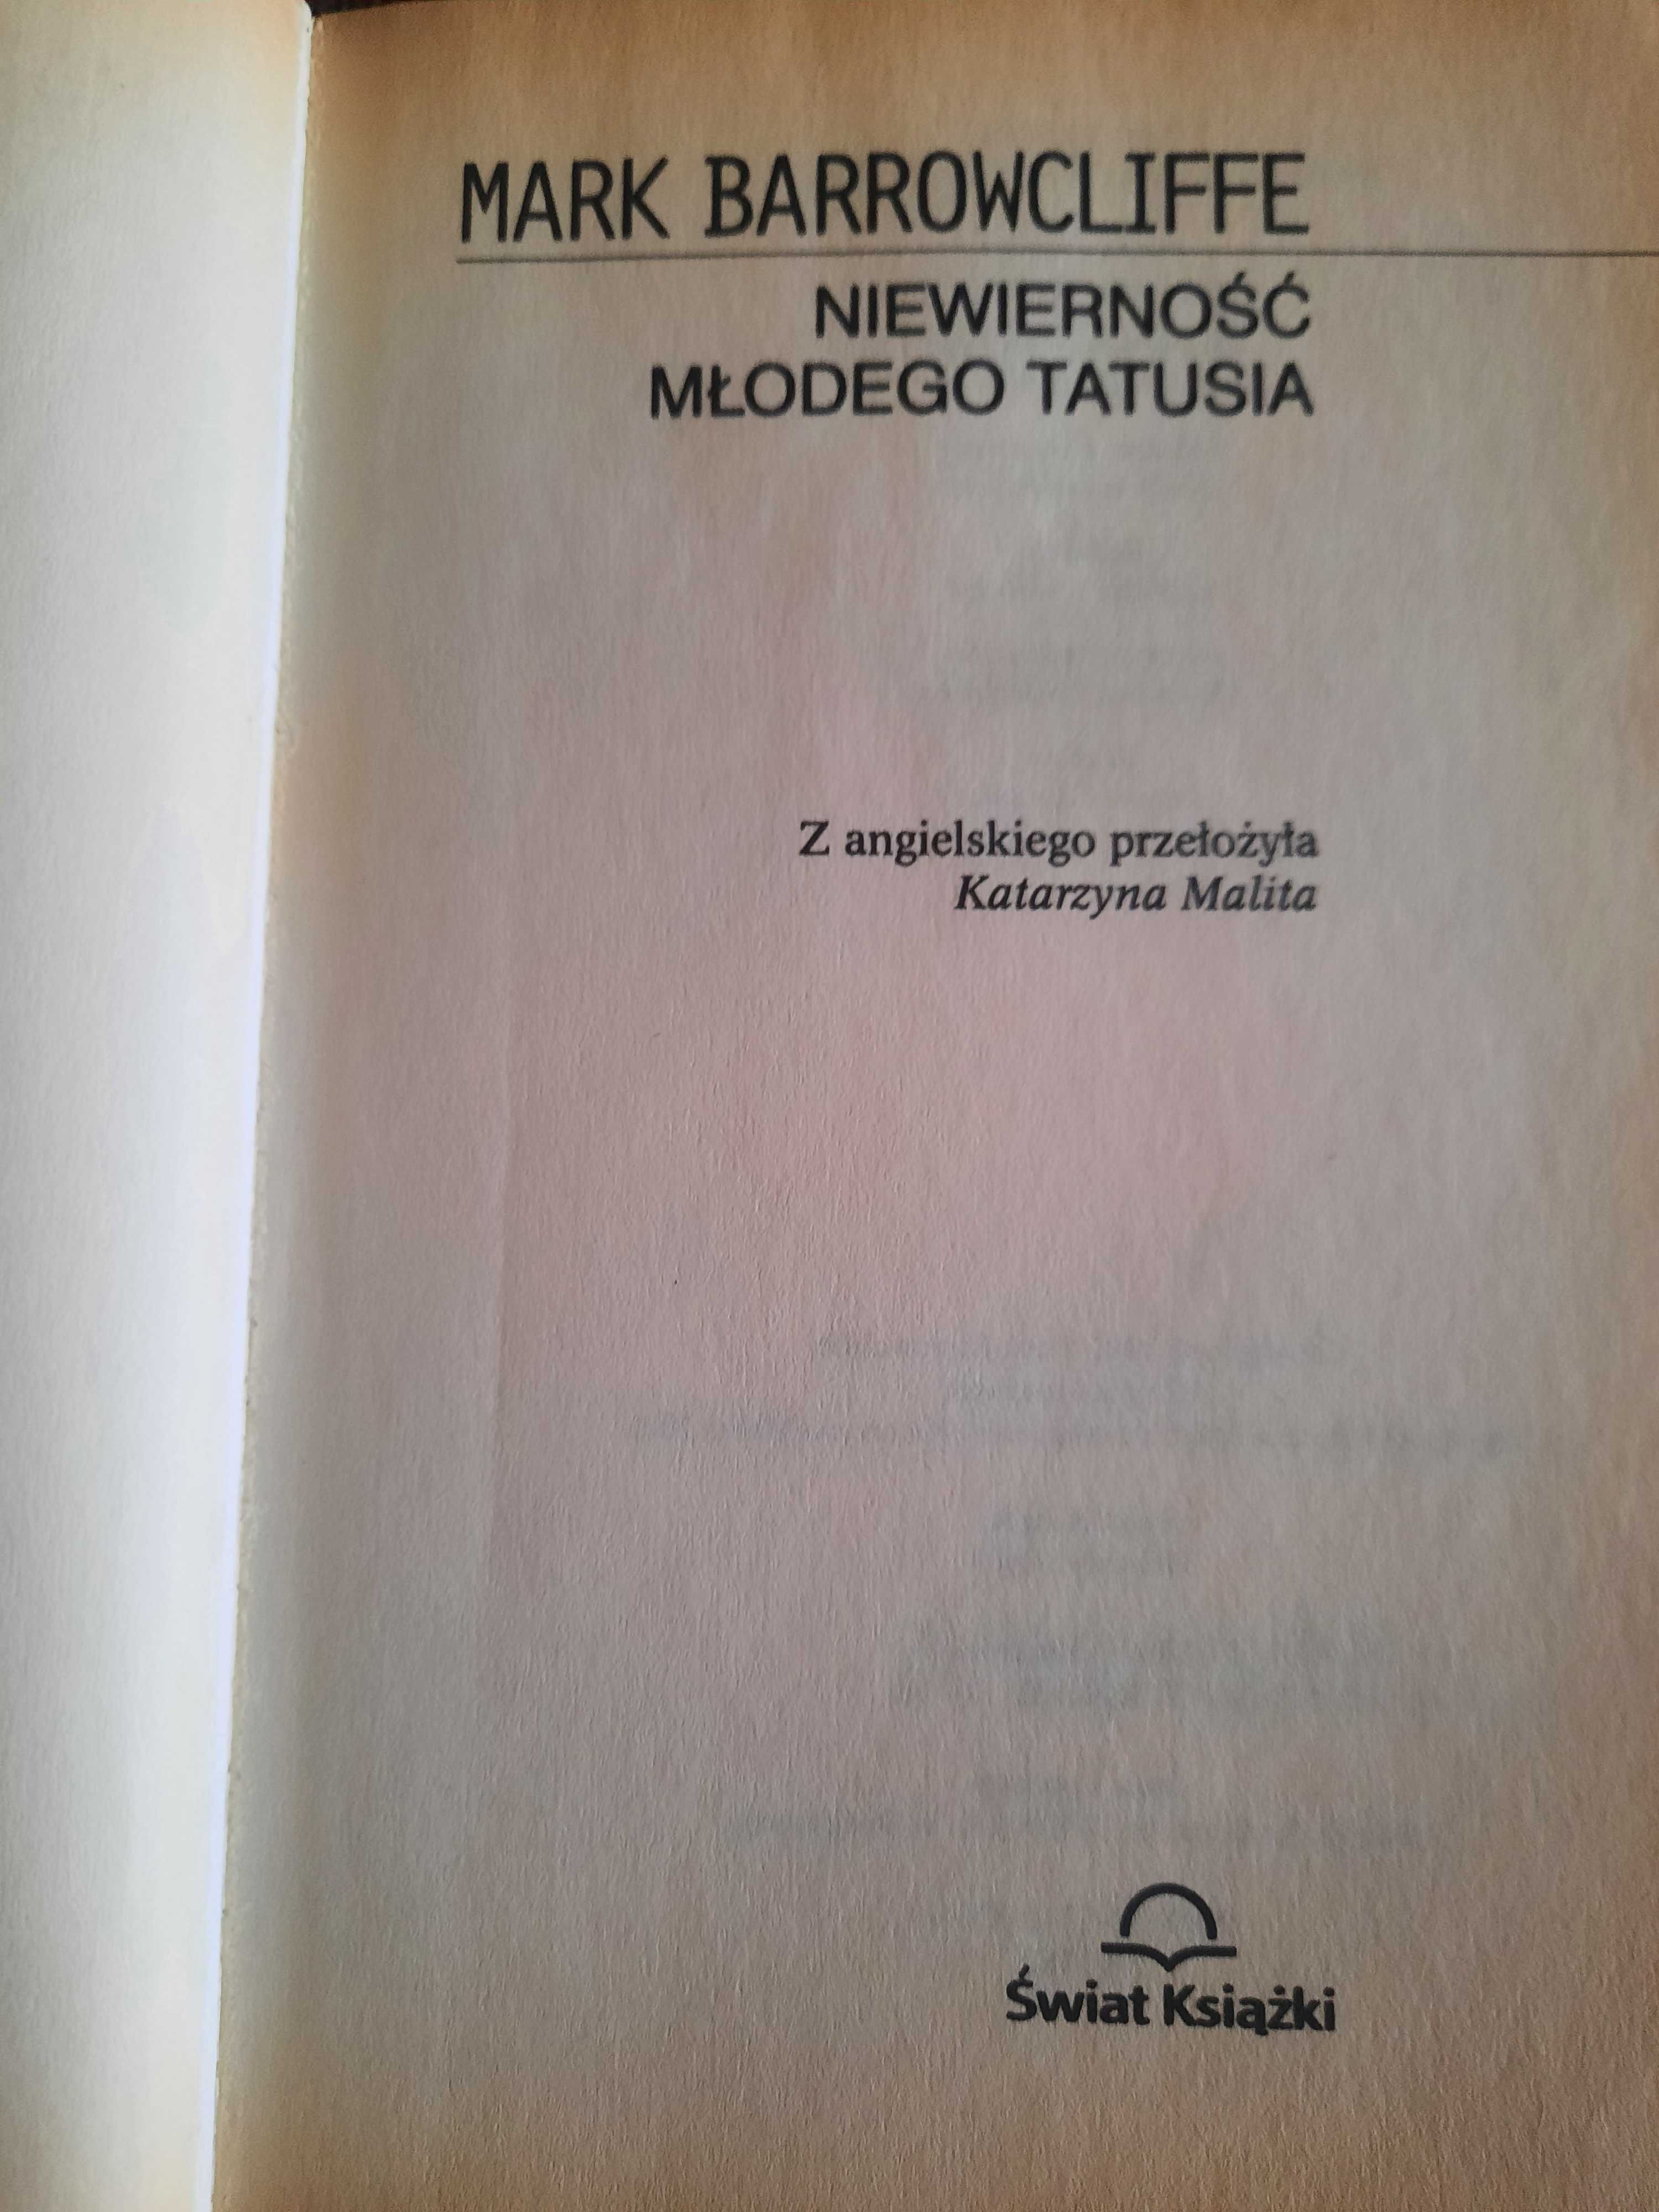 MARK BARROWCLIFFE
NIEWIERNOŚĆ
MŁODEGO TATUSIA
Z angielskiego przełożyła
Katarzyna Malita
Świat Książki